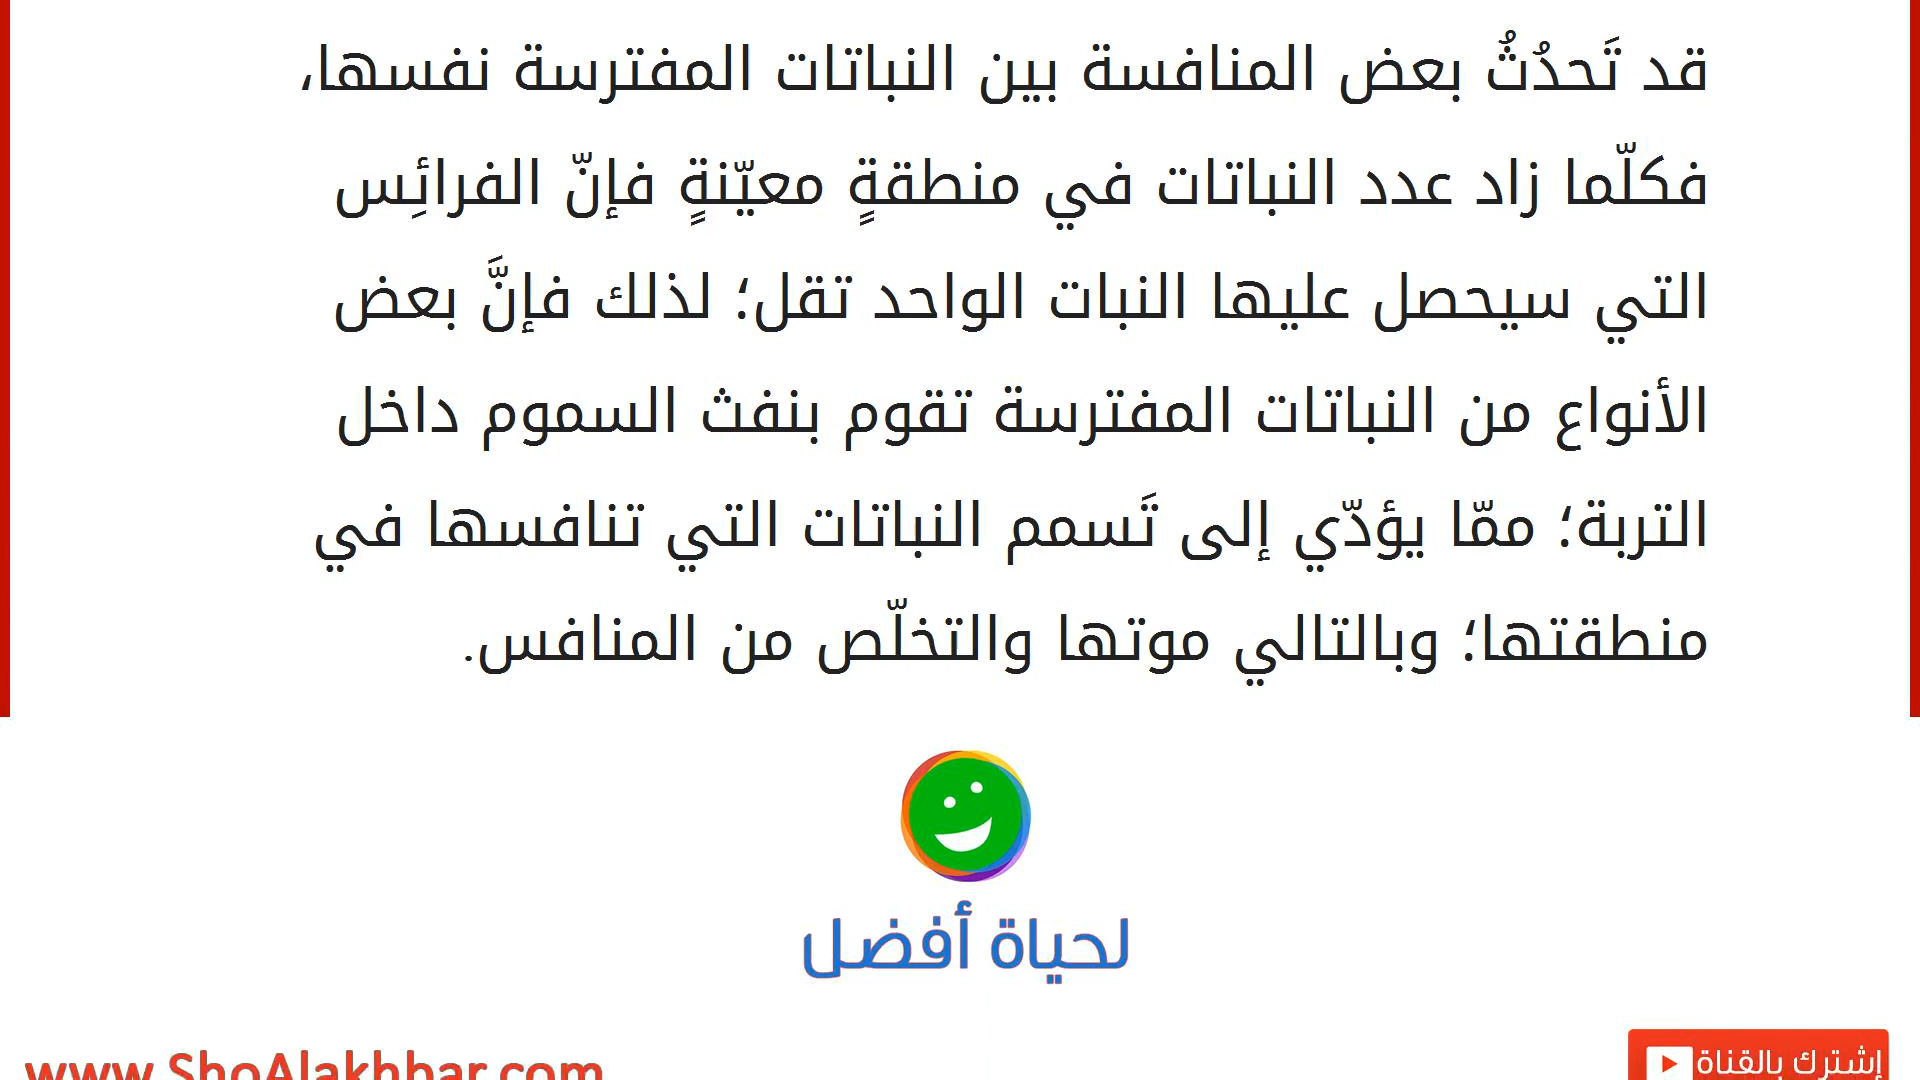 قد تَحدُثُ بعض المنافسة بين النباتات المفترسة نفسها،
فكلّما زاد عدد النباتات في منطقةٍ معيّنةٍ فإنّ الفرائِس
التي سيحصل عليها النبات الواحد تقل؛ لذلك فإنَّ بعض
الأنواع من النباتات المفترسة تقوم بنفث السموم داخل
التربة؛ ممّا يؤدّي إلى تَسمم النباتات التي تنافسها في
منطقتها؛ وبالتالي موتها والتخلّص من المنافس.
لحياة أفضل
www.ShoAlakhbar.com
إشترك بالقناة